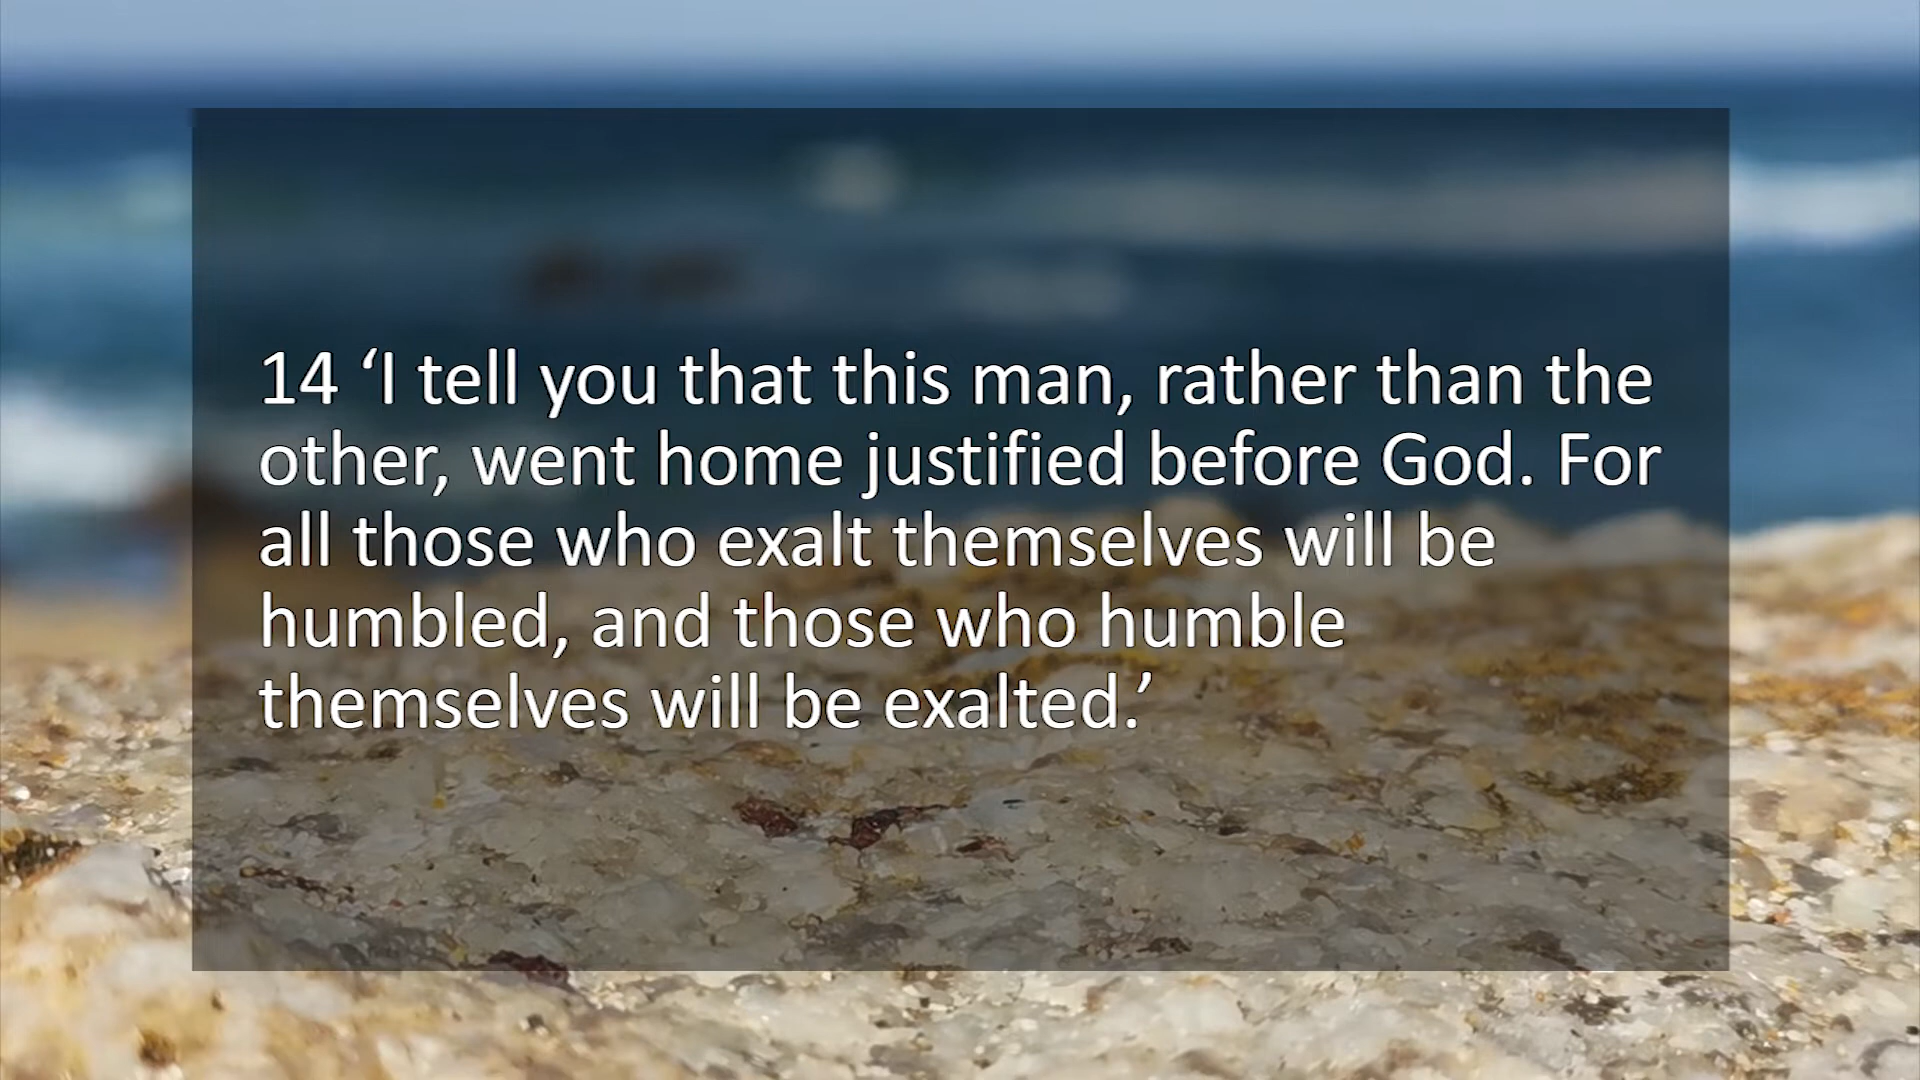 14 ‘I tell you that this man, rather than the
other, went home justified before God. For
all those who exalt themselves will be
humbled, and those who humble
themselves will be exalted.’